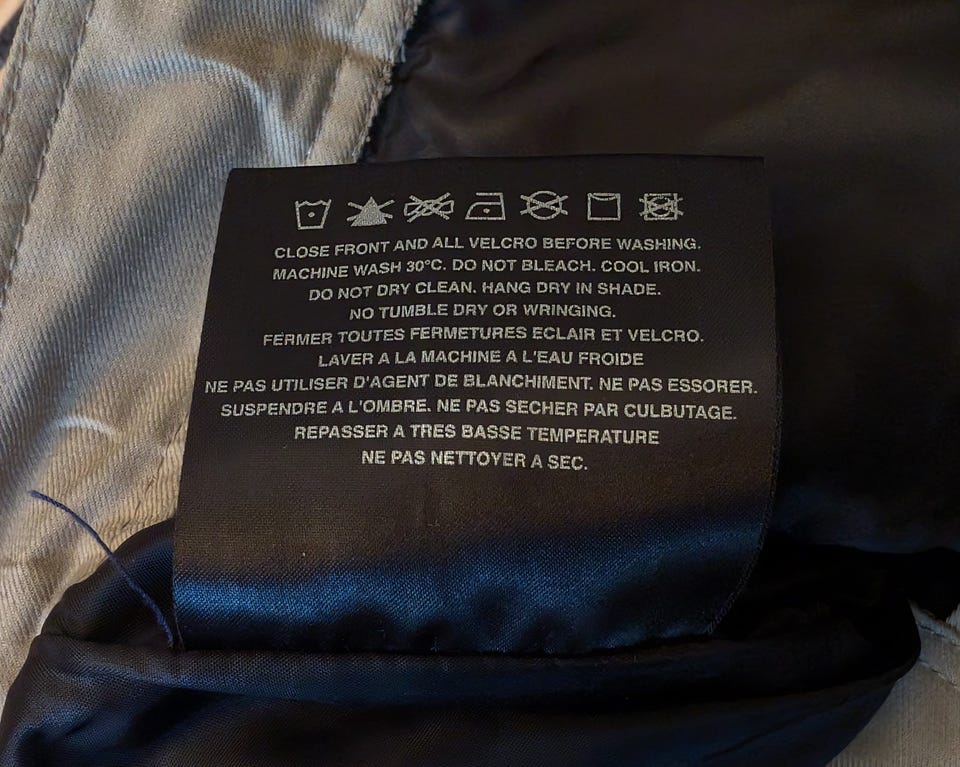 CLOSE FRONT AND ALL VELCRO BEFORE WASHING.
MACHINE WASH 30°C. DO NOT BLEACH. COOL IRON.
DO NOT DRY CLEAN. HANG DRY IN SHADE.
NO TUMBLE DRY OR WRINGING.
FERMER TOUTES FERMETURES ECLAIR ET VELCRO.
LAVER A LA MACHINE A L'EAU FROIDE
NE PAS UTILISER D'AGENT DE BLANCHIMENT. NE PAS ESSORER.
SUSPENDRE A L'OMBRE. NE PAS SECHER PAR CULBUTAGE.
REPASSER A TRES BASSE TEMPERATURE
NE PAS NETTOYER A SEC.